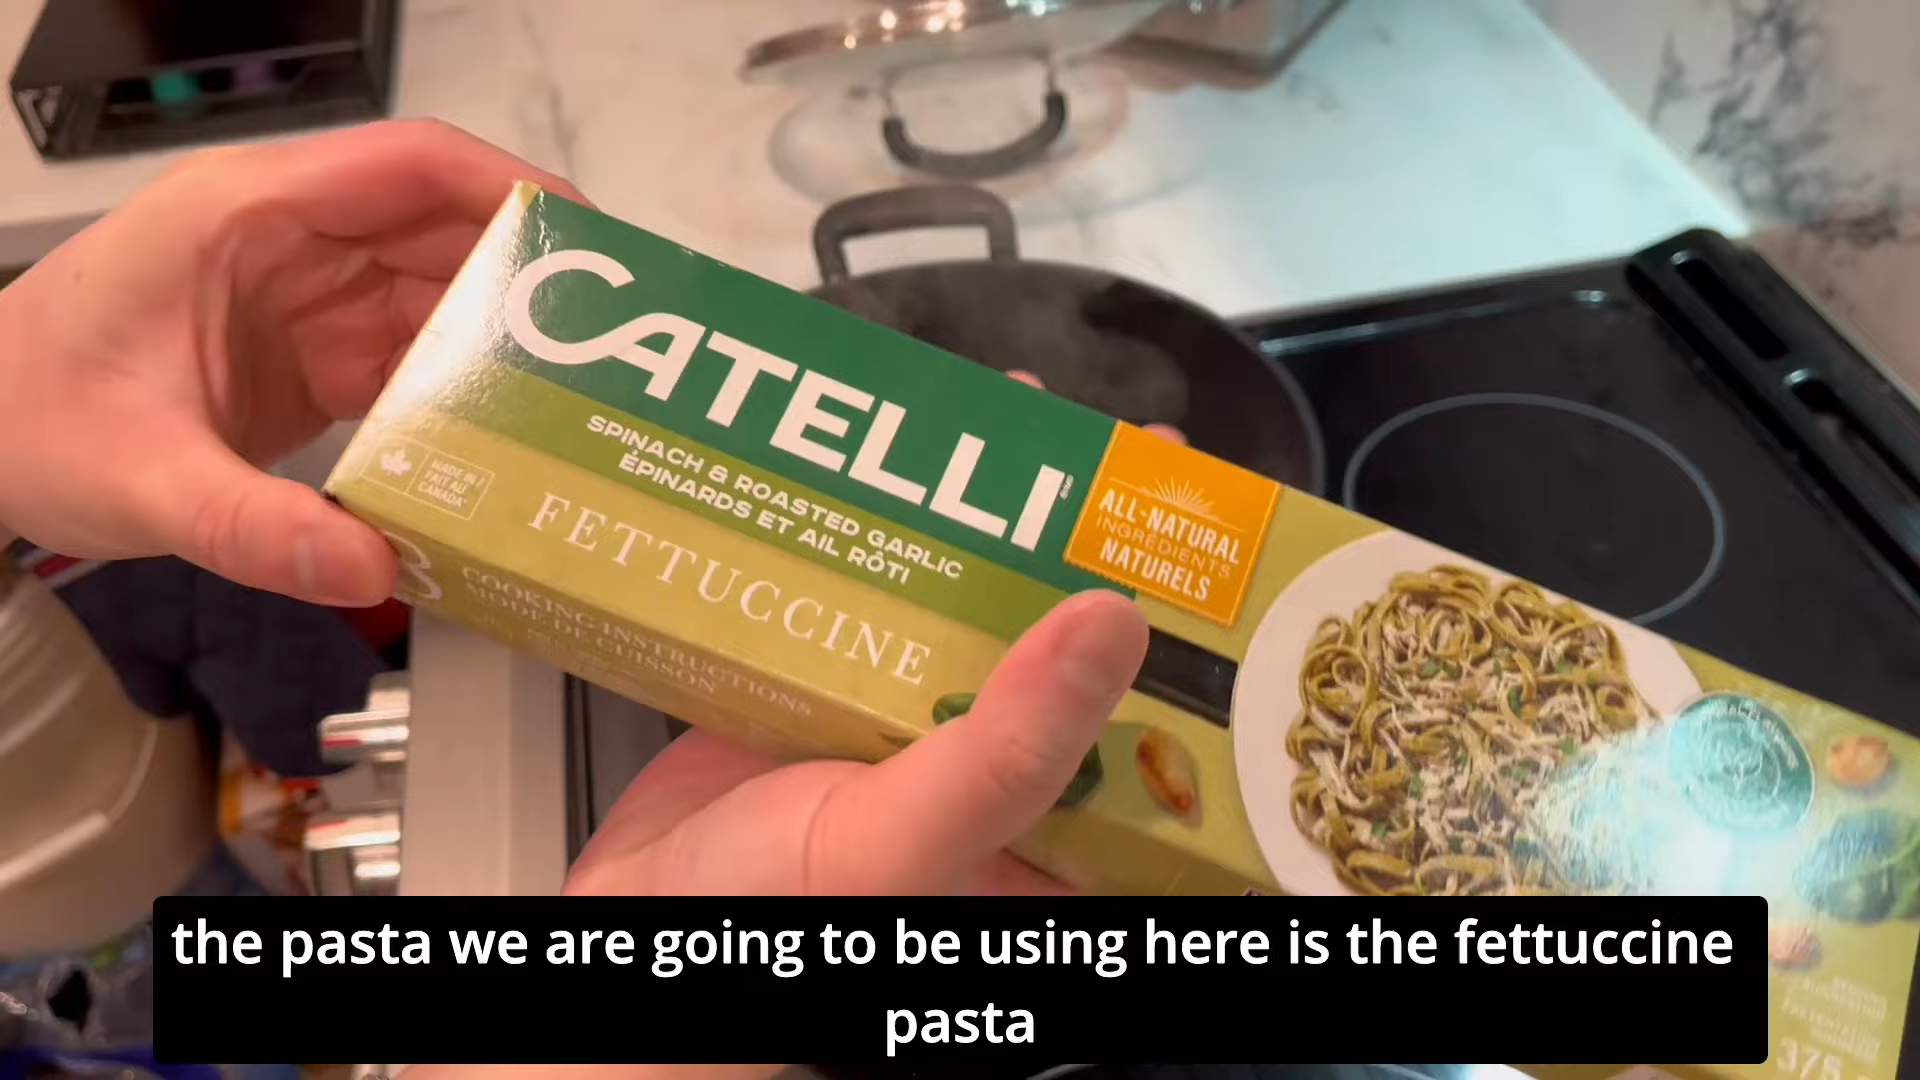 CATELLI
SPINACH & ROASTED GARLIC
ÉPINARDS ET AIL RÔTI
FETTUCCINE
MADE IN /
FAIT AU
CANADA*
ALL-NATURAL
INGRÉDIENTS
NATURELS
COOKING INSTRUCTIONS
MODE DE CUISSON
375
the pasta we are going to be using here is the fettuccine
pasta